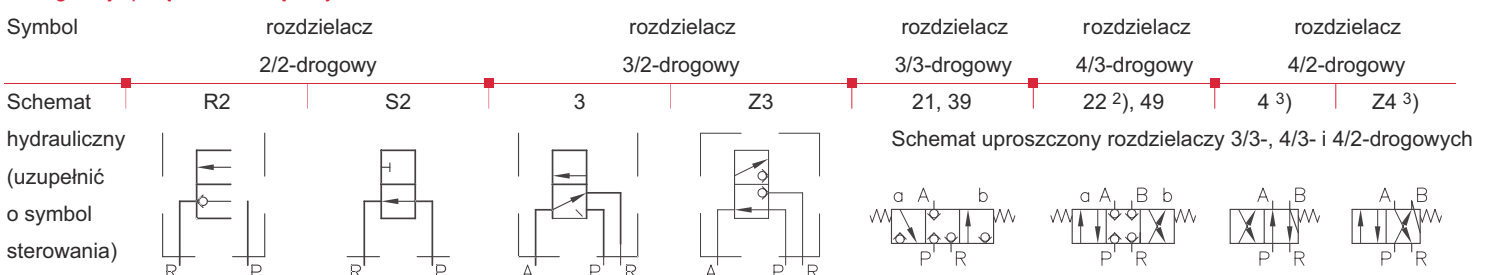 Symbol rozdzielacz rozdzielacz rozdzielacz rozdzielacz rozdzielacz
2/2-drogowy 3/2-drogowy 3/3-drogowy 4/3-drogowy 4/2-drogowy
Schemat R2 S2 3 Z3 21, 39 22 2), 49 4 3) Z4 3)
hydrauliczny Schemat uproszczony rozdzielaczy 3/3-, 4/3- i 4/2-drogowych
(uzupełnić
o symbol a A b a A B b A B A B
sterowania) P R P R P R P R
R P R P A P R A P R